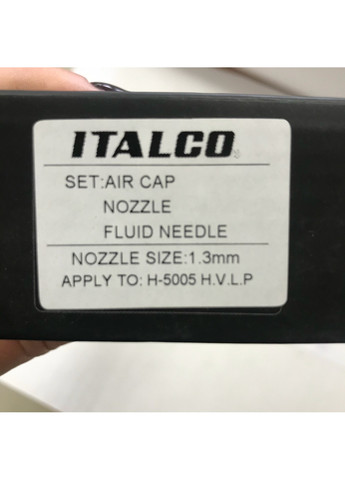 ITALCO
SET:AIR CAP
NOZZLE
FLUID NEEDLE
NOZZLE SIZE:1.3mm
APPLY TO: H-5005 H.V.L.P